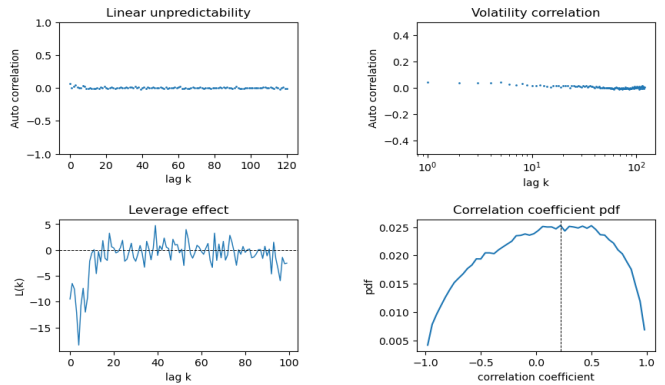 Linear unpredictability
1.0
0.5
0.0
−0.5
−1.0
Auto correlation
0 20 40 60 80 100 120
lag k
Volatility correlation
0.4
0.2
0.0
−0.2
−0.4
Auto correlation
10⁰ 10¹ 10²
lag k
Leverage effect
5
0
−5
−10
−15
L(k)
0 20 40 60 80 100
lag k
Correlation coefficient pdf
0.025
0.020
0.015
0.010
0.005
pdf
−1.0 −0.5 0.0 0.5 1.0
correlation coefficient